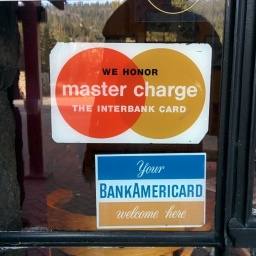 WE HONOR
master charge
THE INTERBANK CARD
Your
BANKAMERICARD
welcome here